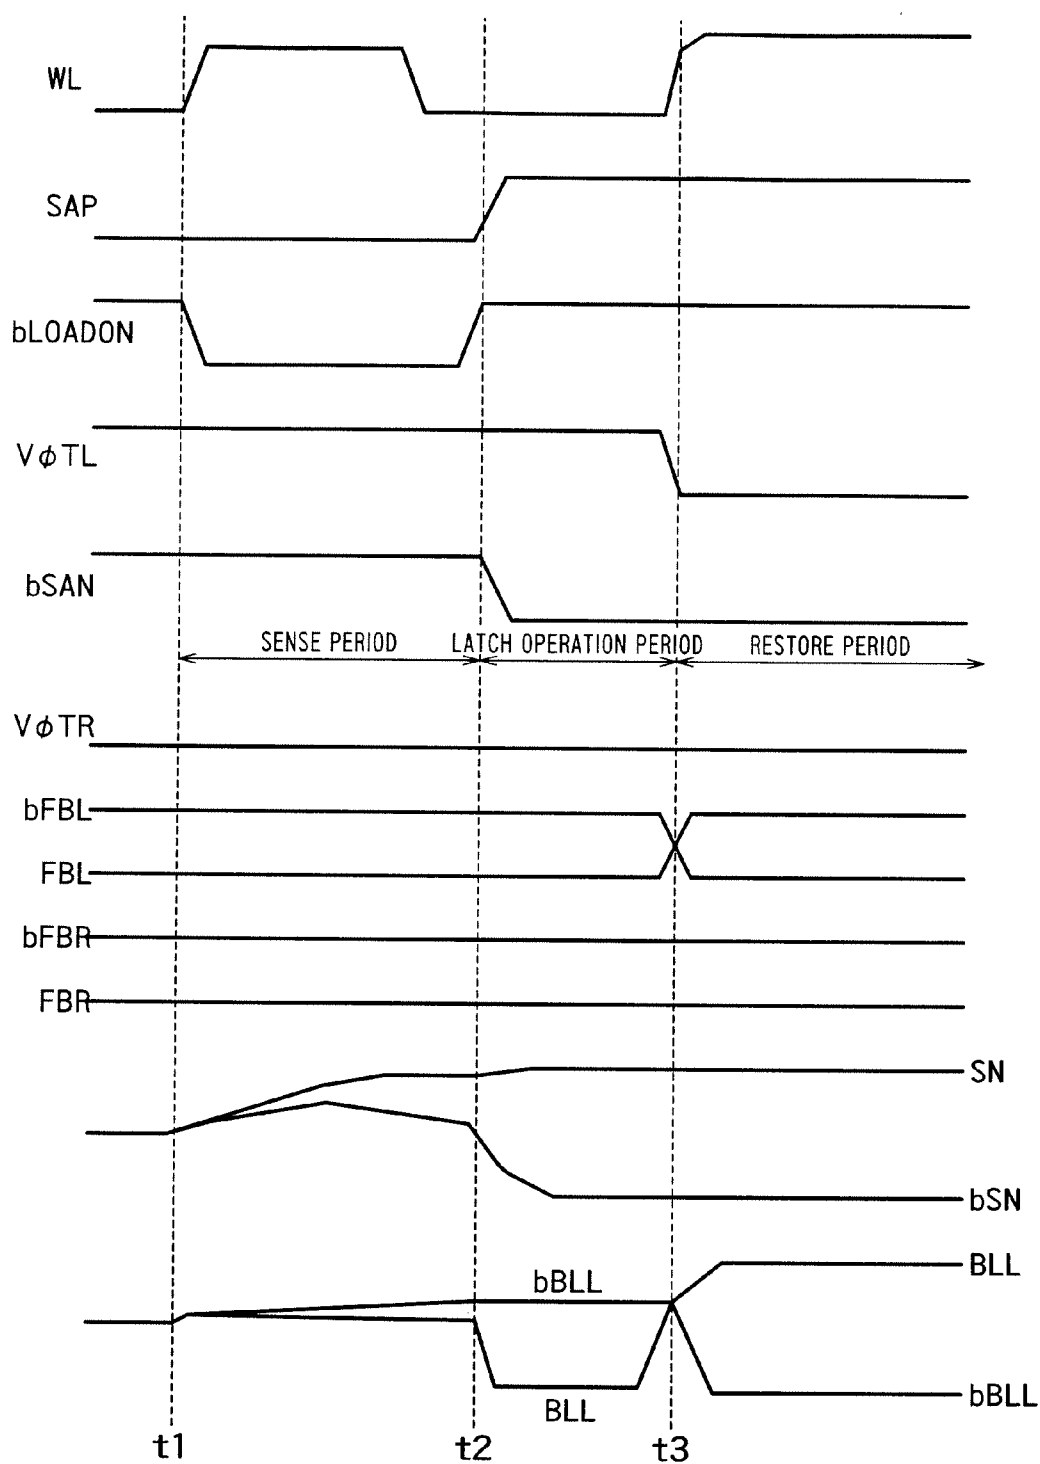 WL
SAP
bLOADON
VφTL
bSAN
SENSE PERIOD
LATCH OPERATION PERIOD
RESTORE PERIOD
VφTR
bFBL
FBL
bFBR
FBR
SN
bSN
BLL
bBLL
bBLL
BLL
t1
t2
t3